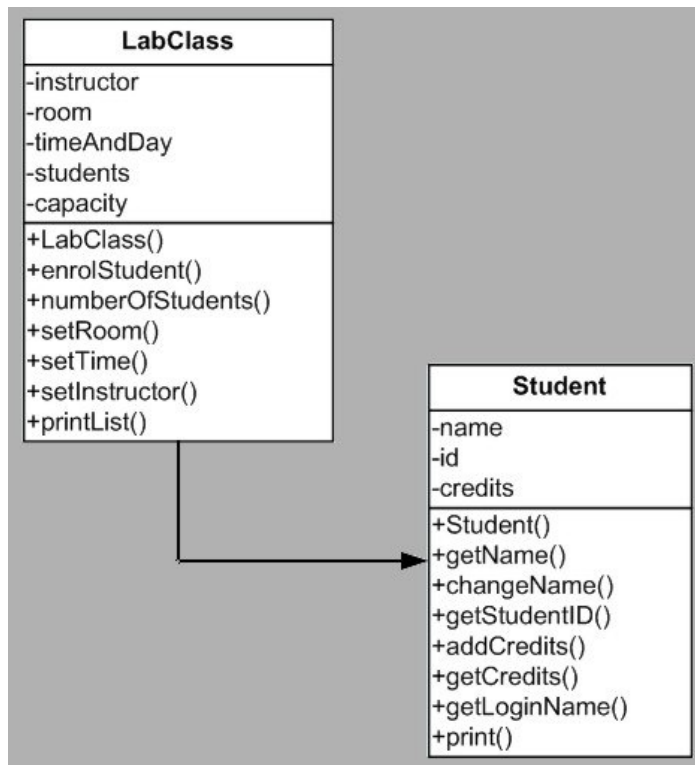 LabClass
-instructor
-room
-timeAndDay
-students
-capacity
+LabClass()
+enrolStudent()
+numberOfStudents()
+setRoom()
+setTime()
+setInstructor()
+printList()
Student
-name
-id
-credits
+Student()
+getName()
+changeName()
+getStudentID()
+addCredits()
+getCredits()
+getLoginName()
+print()